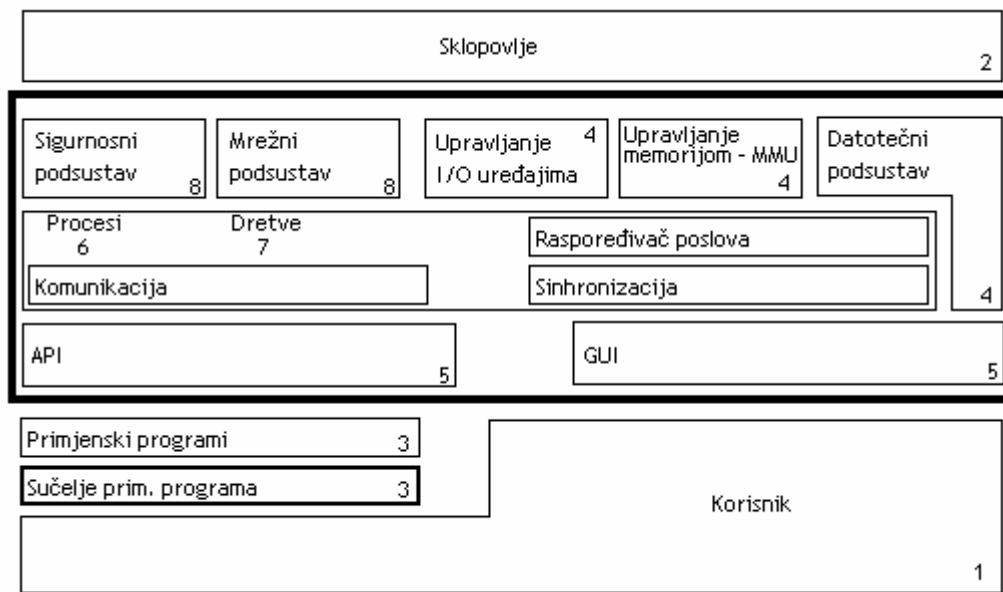 Sklopovlje
2
Sigurnosni
podsustav
8
Mrežni
podsustav
8
Upravljanje
I/O uređajima
4
Upravljanje
memorijom - MMU
4
Datotečni
podsustav
4
Procesi
6
Dretve
7
Raspoređivač poslova
Komunikacija
Sinhronizacija
API
5
GUI
5
Primjenski programi
3
Sučelje prim. programa
3
Korisnik
1